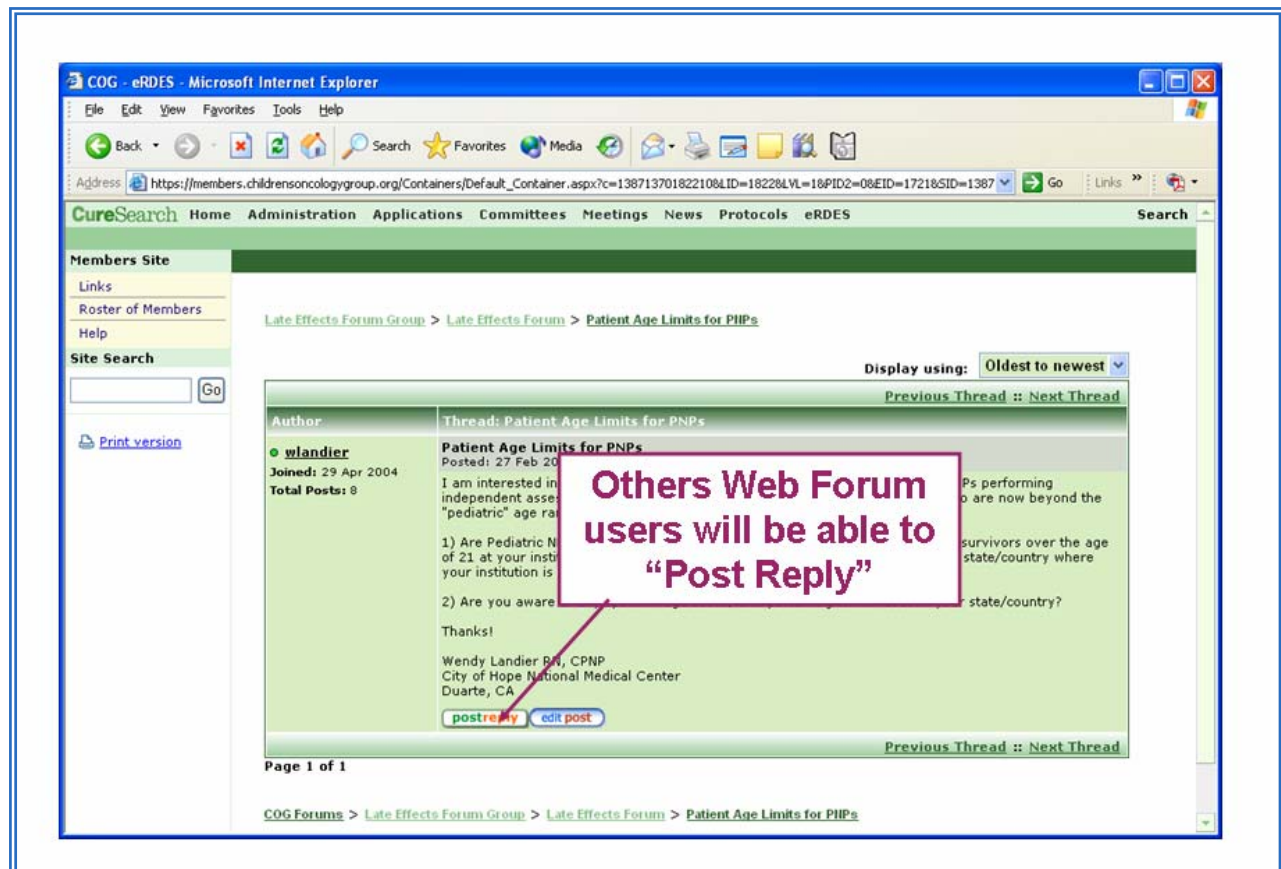 COG - eRDES - Microsoft Internet Explorer
File Edit View Favorites Tools Help
Back Search Favorites Media
Address https://members.childrensoncologygroup.org/Containers/Default_Container.aspx?c=13871370182210&LID=1822&LVL=1&PID2=0&EID=1721&SID=1387 Go Links »
CureSearch Home Administration Applications Committees Meetings News Protocols eRDES Search
Members Site
Links
Roster of Members
Help
Site Search
Go
Print version
Late Effects Forum Group > Late Effects Forum > Patient Age Limits for PNPs
Display using: Oldest to newest
Previous Thread :: Next Thread
Author Thread: Patient Age Limits for PNPs
wlandier
Joined: 29 Apr 2004
Total Posts: 8
Patient Age Limits for PNPs
Posted: 27 Feb 20
I am interested in Ps performing
independent asse are now beyond the
"pediatric" age ra
1) Are Pediatric N survivors over the age
of 21 at your insti state/country where
your institution is
2) Are you aware state/country?
Thanks!
Wendy Landier RN, CPNP
City of Hope National Medical Center
Duarte, CA
postreply edit post
Others Web Forum
users will be able to
“Post Reply”
Previous Thread :: Next Thread
Page 1 of 1
COG Forums > Late Effects Forum Group > Late Effects Forum > Patient Age Limits for PNPs